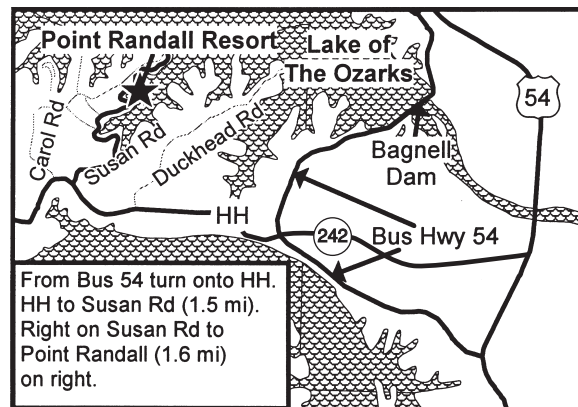 Point Randall Resort
Lake of
The Ozarks
54
Carol Rd
Susan Rd
Duckhead Rd
Bagnell
Dam
HH
242
Bus Hwy 54
From Bus 54 turn onto HH.
HH to Susan Rd (1.5 mi).
Right on Susan Rd to
Point Randall (1.6 mi)
on right.